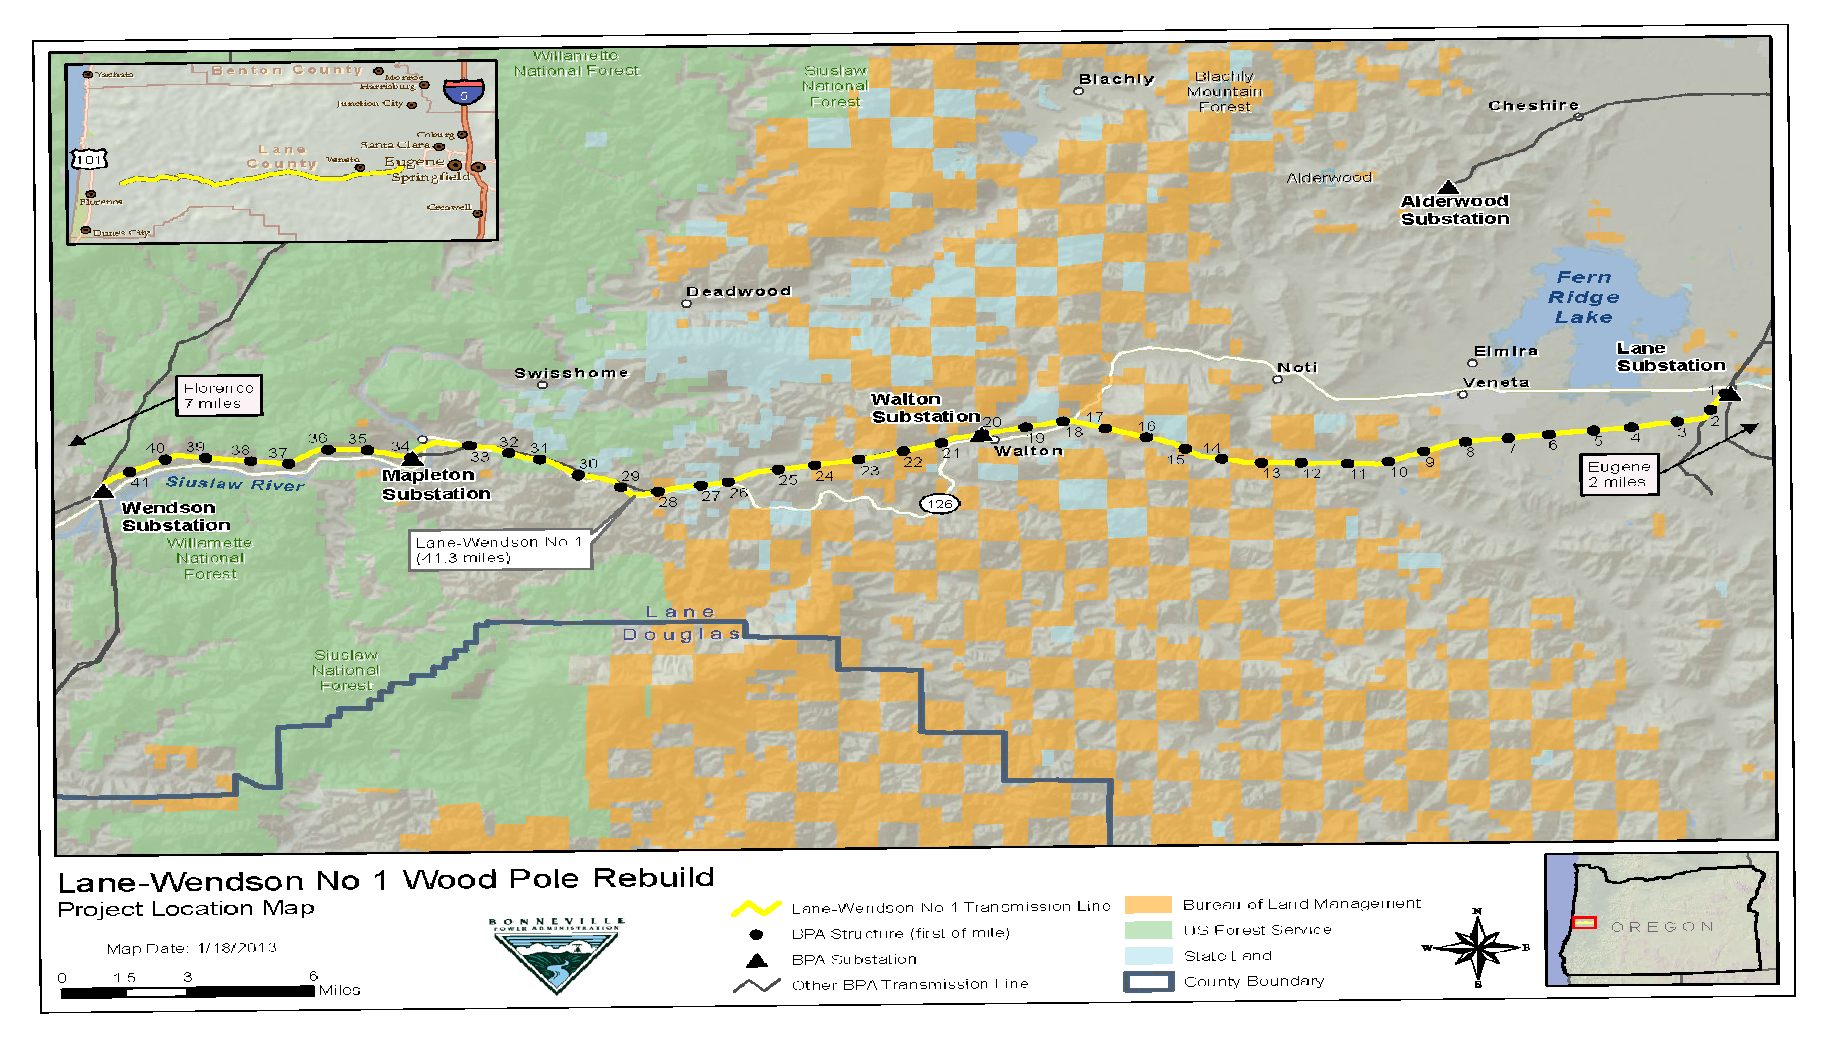 Willamette
National Forest
Siuslaw
National
Forest
Blachly
Blachly
Mountain
Forest
Cheshire
Alderwood
Alderwood
Substation
Yachats
Benton County
Monroe
Harrisburg
Junction City
5
Coburg
Santa Clara
Lane
County
Veneta
Eugene
Springfield
101
Florence
Creswell
Dunes City
Fern
Ridge
Lake
Deadwood
Swisshome
Elmira
Noti
Veneta
Lane
Substation
Florence
7 miles
Walton
Substation
Walton
Mapleton
Substation
Siuslaw River
Wendson
Substation
Willamette
National
Forest
41 40 39 38 37 36 35 34 33 32 31 30 29 28 27 26 25 24 23 22 21 20 19 18 17 16 15 14 13 12 11 10 9 8 7 6 5 4 3 2 1
126
Eugene
2 miles
Lane-Wendson No 1
(41.3 miles)
Lane
Douglas
Siuslaw
National
Forest
Lane-Wendson No 1 Wood Pole Rebuild
Project Location Map
Map Date: 1/18/2013
0 1.5 3 6
Miles
BONNEVILLE
POWER ADMINISTRATION
Lane-Wendson No 1 Transmission Line
BPA Structure (first of mile)
BPA Substation
Other BPA Transmission Line
Bureau of Land Management
US Forest Service
State Land
County Boundary
N
W E
S
OREGON